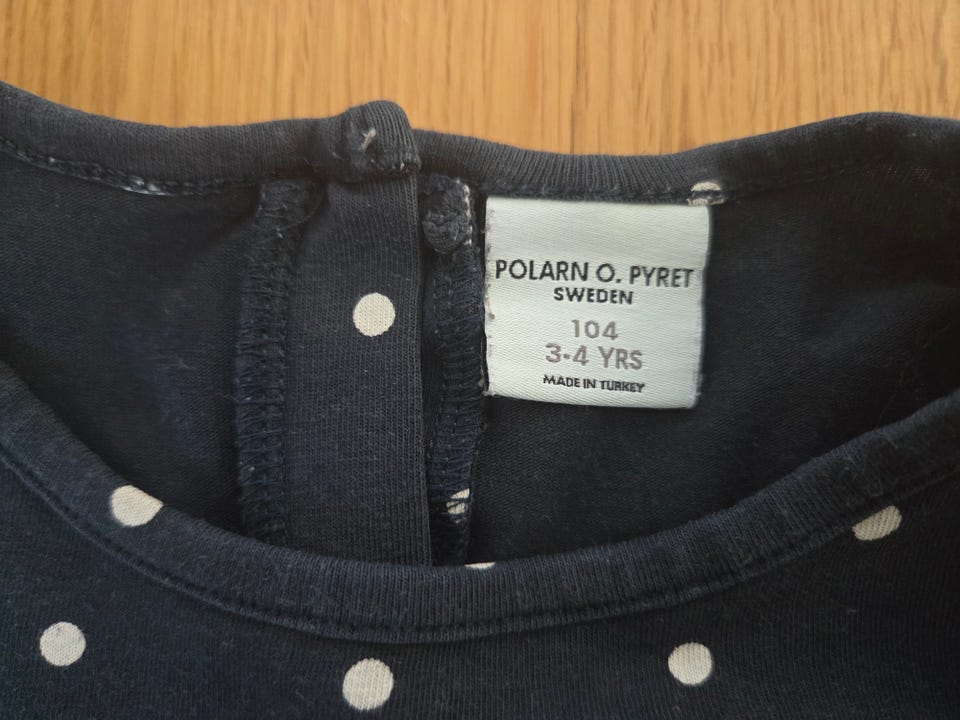 POLARN O. PYRET
SWEDEN
104
3-4 YRS
MADE IN TURKEY